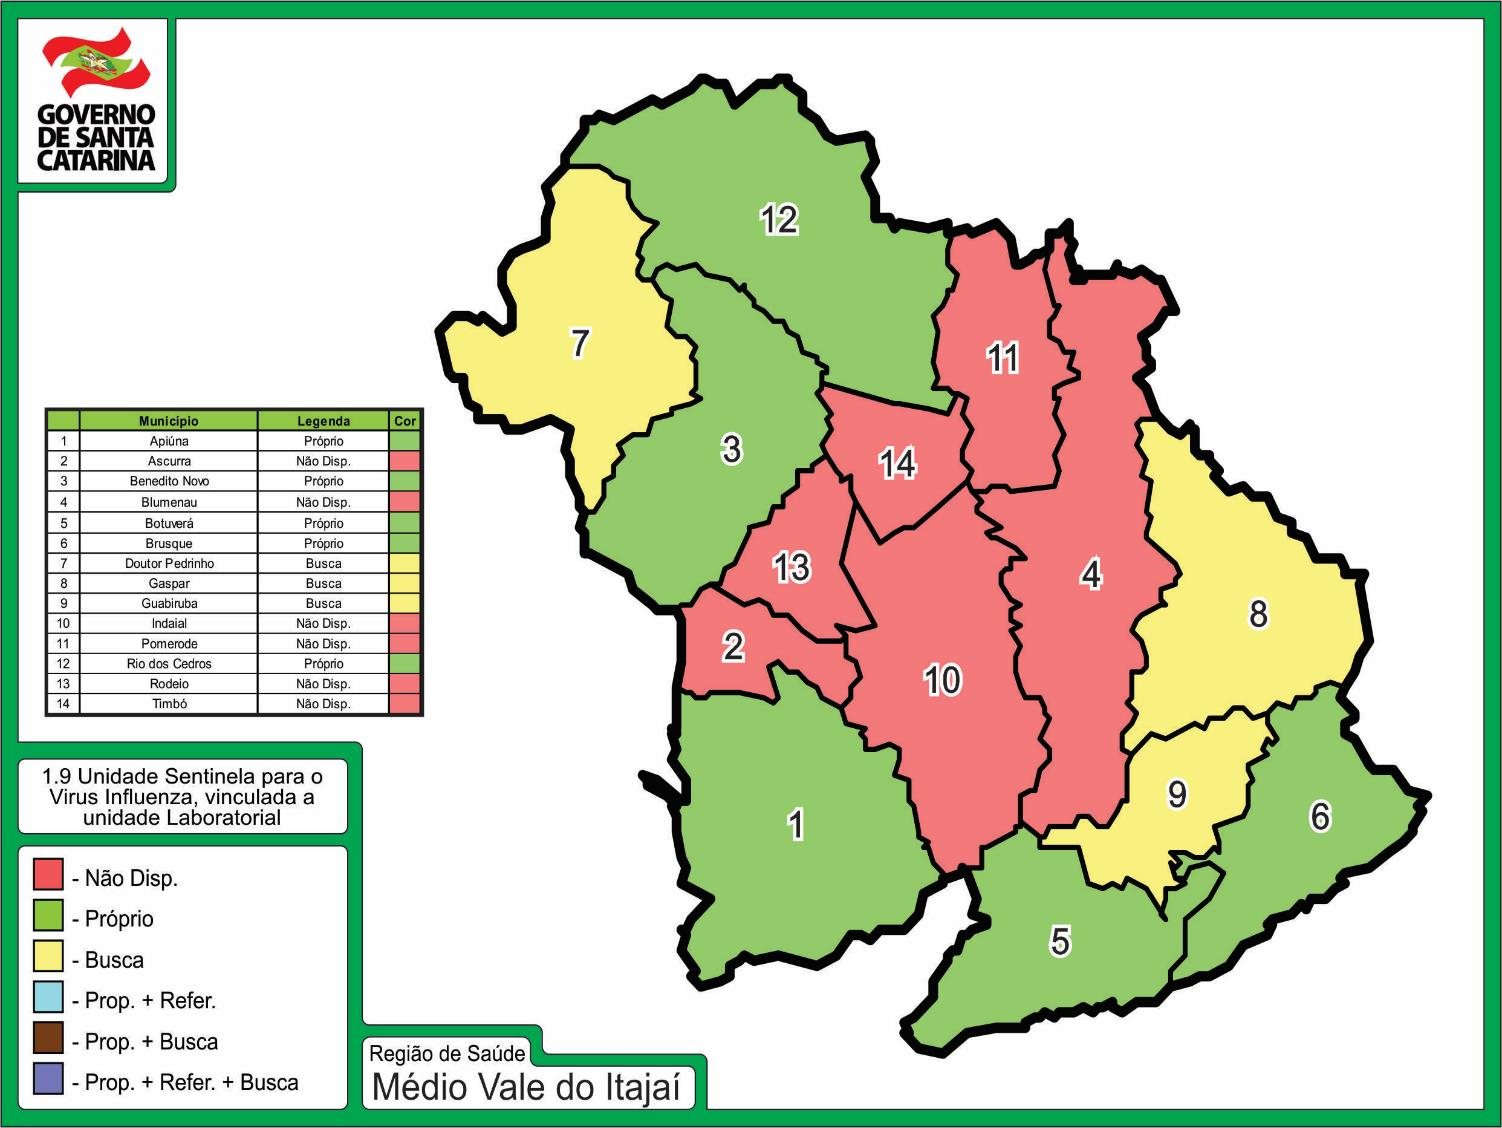 GOVERNO
DE SANTA
CATARINA
Município Legenda Cor
1 Apiúna Próprio
2 Ascurra Não Disp.
3 Benedito Novo Próprio
4 Blumenau Não Disp.
5 Botuverá Próprio
6 Brusque Próprio
7 Doutor Pedrinho Busca
8 Gaspar Busca
9 Guabiruba Busca
10 Indaial Não Disp.
11 Pomerode Não Disp.
12 Rio dos Cedros Próprio
13 Rodeio Não Disp.
14 Timbó Não Disp.
12
7
11
3
14
13
4
8
2
10
9
1
6
5
1.9 Unidade Sentinela para o
Virus Influenza, vinculada a
unidade Laboratorial
- Não Disp.
- Próprio
- Busca
- Prop. + Refer.
- Prop. + Busca
- Prop. + Refer. + Busca
Região de Saúde
Médio Vale do Itajaí